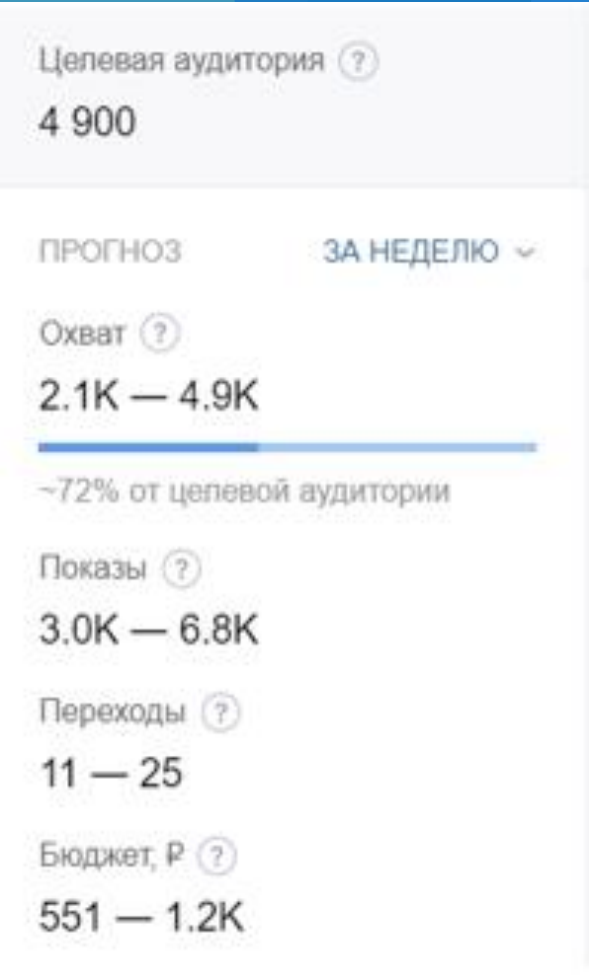 Целевая аудитория ?
4 900
ПРОГНОЗ ЗА НЕДЕЛЮ
Охват ?
2.1K — 4.9K
~72% от целевой аудитории
Показы ?
3.0K — 6.8K
Переходы ?
11 — 25
Бюджет, ₽ ?
551 — 1.2K